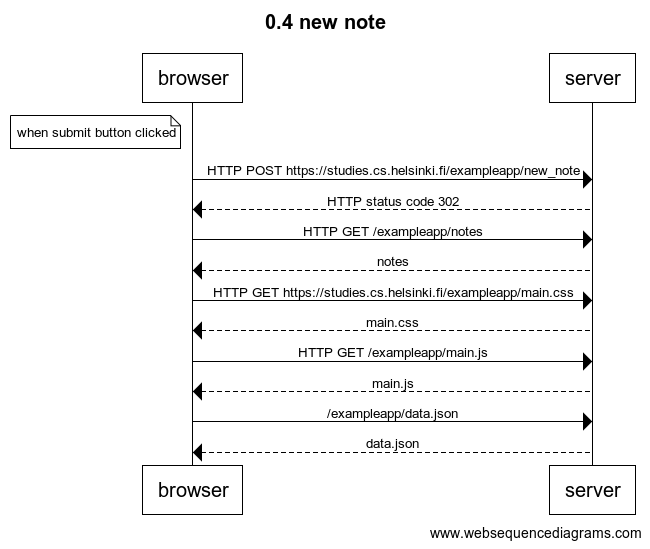 0.4 new note
browser
server
when submit button clicked
HTTP POST https://studies.cs.helsinki.fi/exampleapp/new_note
HTTP status code 302
HTTP GET /exampleapp/notes
notes
HTTP GET https://studies.cs.helsinki.fi/exampleapp/main.css
main.css
HTTP GET /exampleapp/main.js
main.js
/exampleapp/data.json
data.json
browser
server
www.websequencediagrams.com